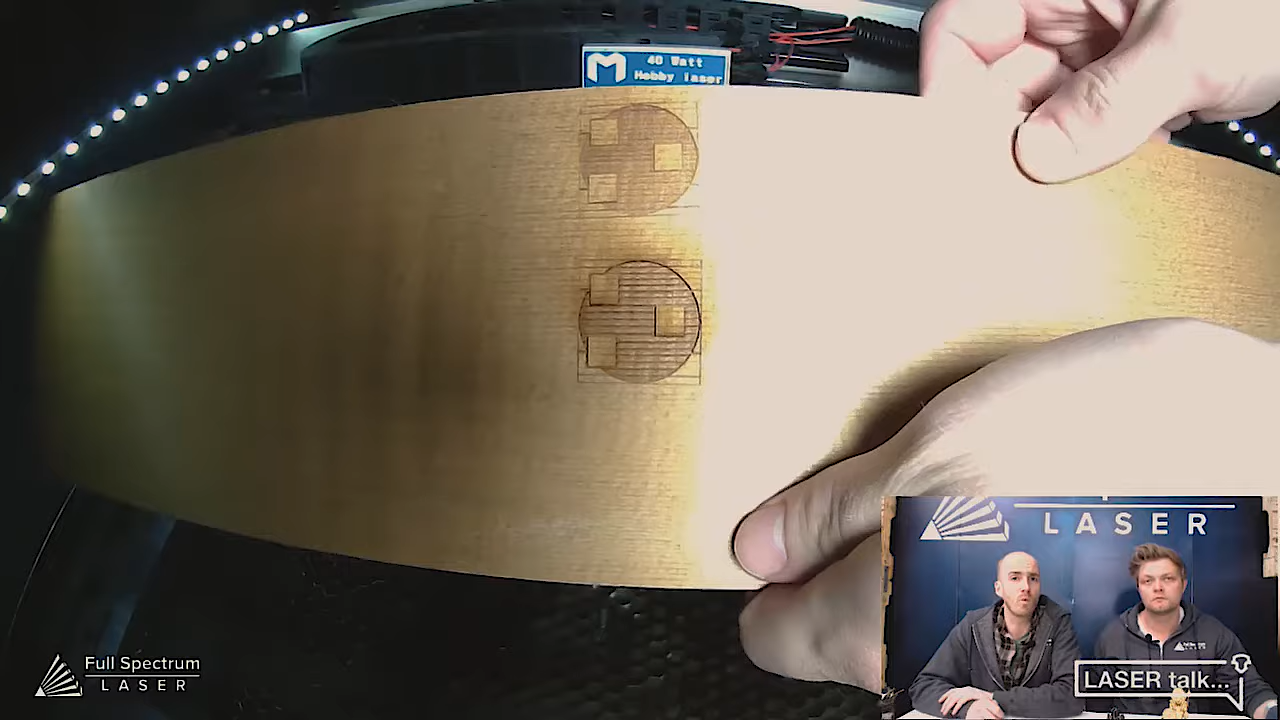 40 Watt
Hobby laser
LASER
LASER talk...
Full Spectrum
LASER